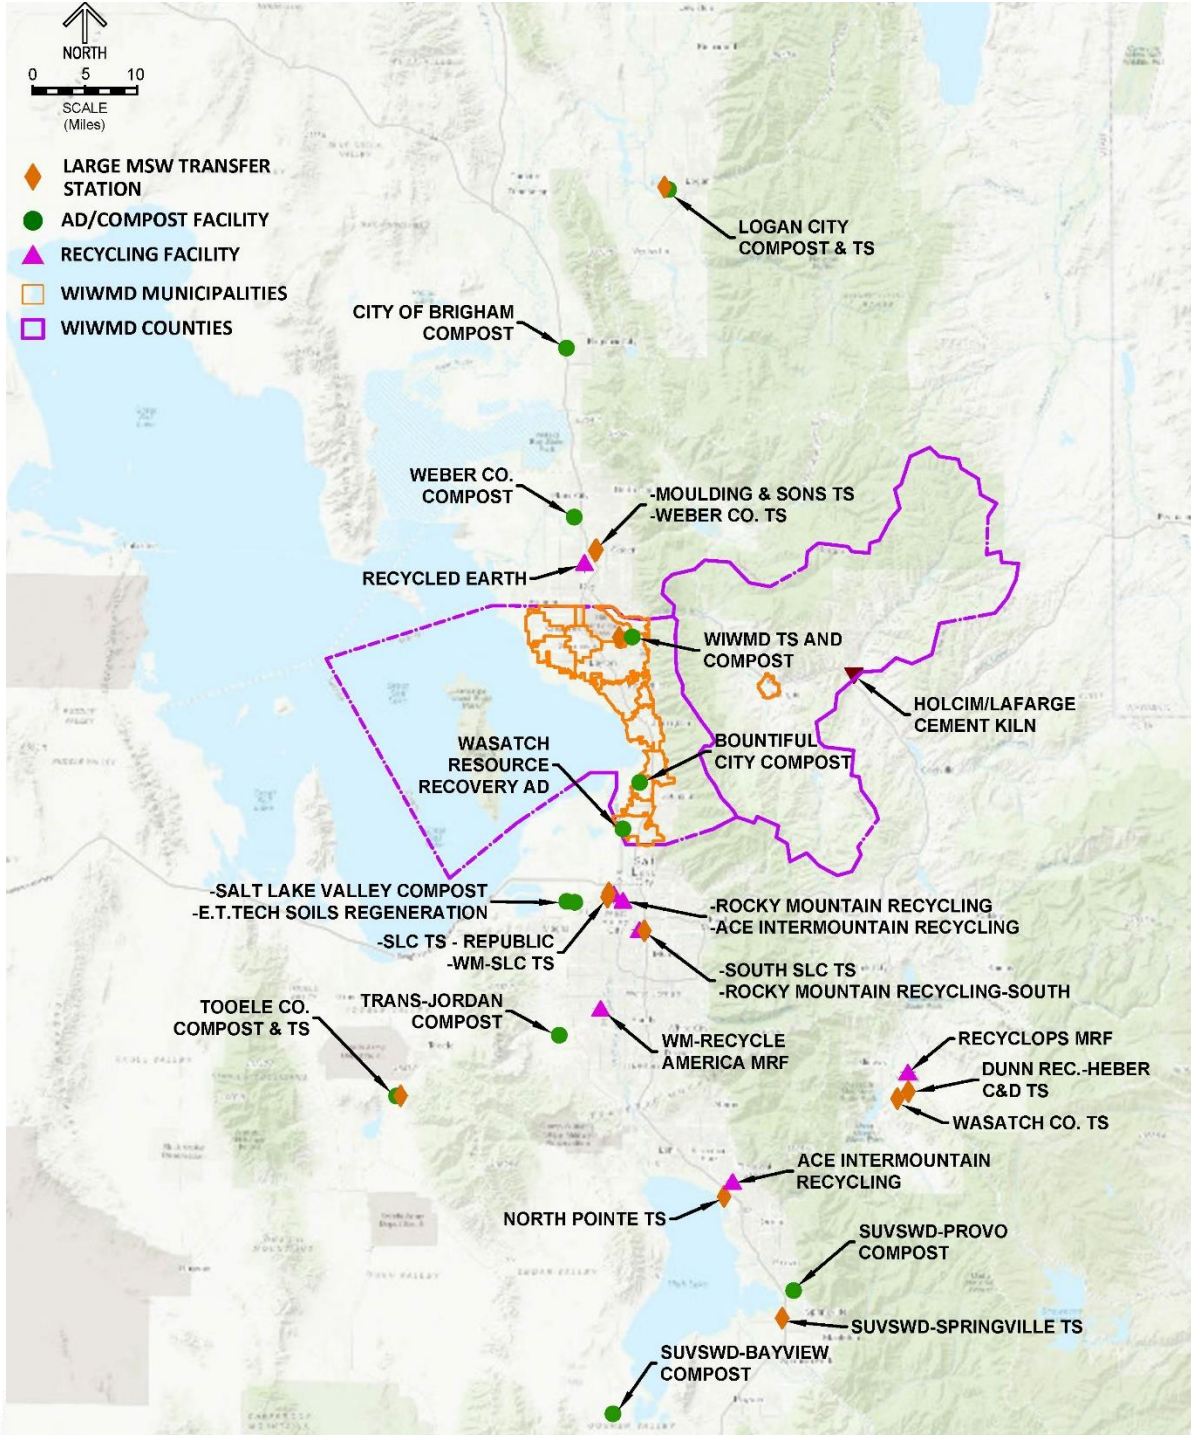 NORTH
0 5 10
SCALE
(Miles)
LARGE MSW TRANSFER
STATION
AD/COMPOST FACILITY
RECYCLING FACILITY
WIWMD MUNICIPALITIES
WIWMD COUNTIES
LOGAN CITY
COMPOST & TS
CITY OF BRIGHAM
COMPOST
WEBER CO.
COMPOST
-MOULDING & SONS TS
-WEBER CO. TS
RECYCLED EARTH
WIWMD TS AND
COMPOST
HOLCIM/LAFARGE
CEMENT KILN
WASATCH
RESOURCE
RECOVERY AD
BOUNTIFUL
CITY COMPOST
-SALT LAKE VALLEY COMPOST
-E.T.TECH SOILS REGENERATION
-ROCKY MOUNTAIN RECYCLING
-ACE INTERMOUNTAIN RECYCLING
-SLC TS - REPUBLIC
-WM-SLC TS
-SOUTH SLC TS
-ROCKY MOUNTAIN RECYCLING-SOUTH
TOOELE CO.
COMPOST & TS
TRANS-JORDAN
COMPOST
WM-RECYCLE
AMERICA MRF
RECYCLOPS MRF
DUNN REC.-HEBER
C&D TS
WASATCH CO. TS
ACE INTERMOUNTAIN
RECYCLING
NORTH POINTE TS
SUVSWD-PROVO
COMPOST
SUVSWD-SPRINGVILLE TS
SUVSWD-BAYVIEW
COMPOST